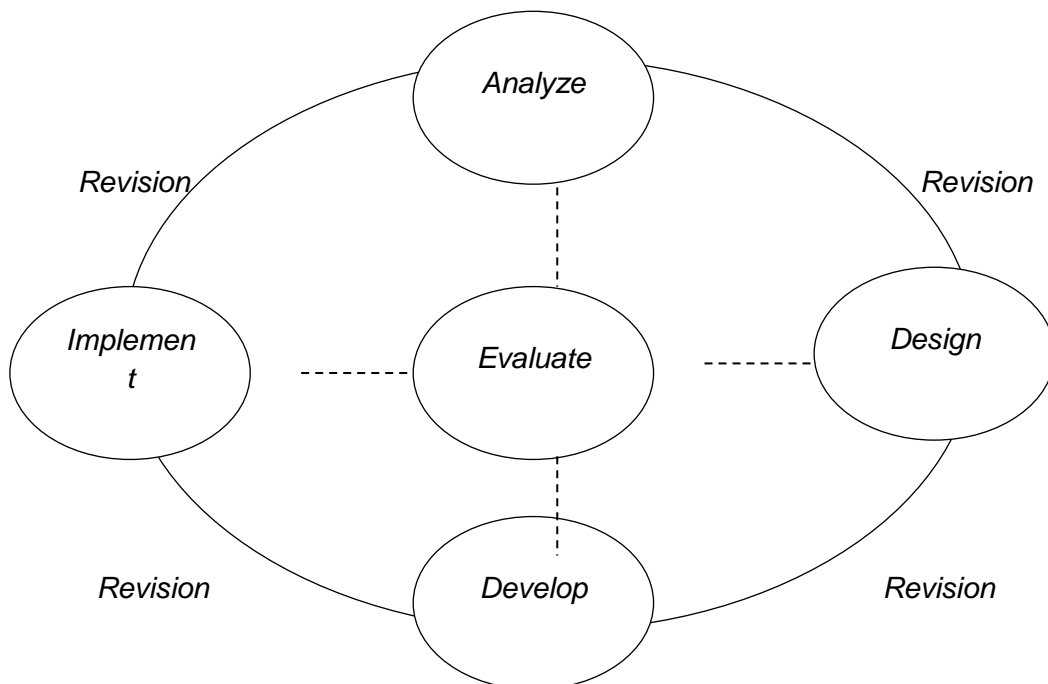 Analyze
Revision
Revision
Implemen
t
Evaluate
Design
Revision
Develop
Revision